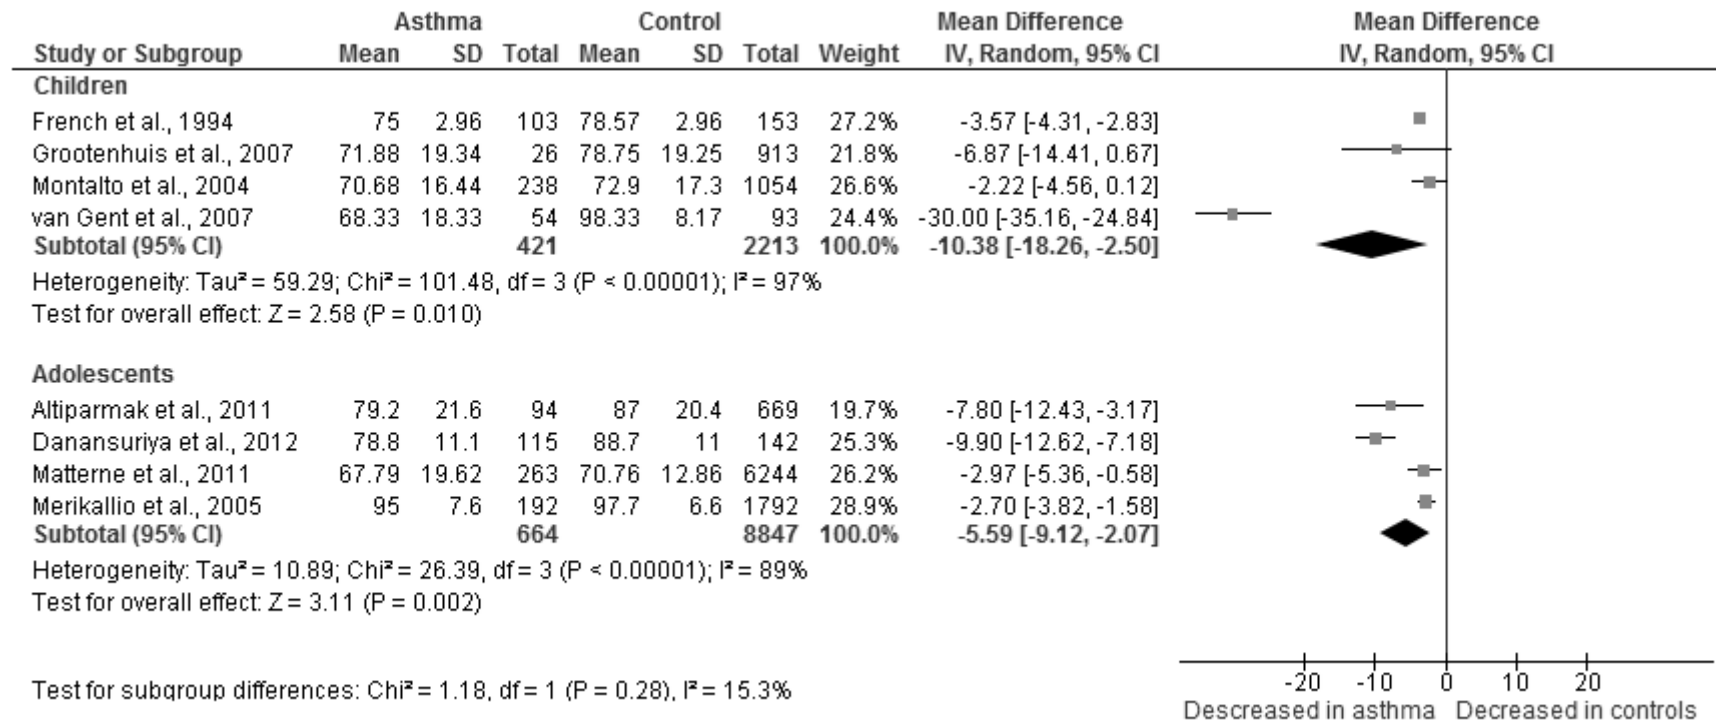 Asthma Control Mean Difference Mean Difference
Study or Subgroup Mean SD Total Mean SD Total Weight IV, Random, 95% CI IV, Random, 95% CI
Children
French et al., 1994 75 2.96 103 78.57 2.96 153 27.2% -3.57 [-4.31, -2.83]
Grootenhuis et al., 2007 71.88 19.34 26 78.75 19.25 913 21.8% -6.87 [-14.41, 0.67]
Montalto et al., 2004 70.68 16.44 238 72.9 17.3 1054 26.6% -2.22 [-4.56, 0.12]
van Gent et al., 2007 68.33 18.33 54 98.33 8.17 93 24.4% -30.00 [-35.16, -24.84]
Subtotal (95% CI) 421 2213 100.0% -10.38 [-18.26, -2.50]
Heterogeneity: Tau² = 59.29; Chi² = 101.48, df = 3 (P < 0.00001); I² = 97%
Test for overall effect: Z = 2.58 (P = 0.010)
Adolescents
Altiparmak et al., 2011 79.2 21.6 94 87 20.4 669 19.7% -7.80 [-12.43, -3.17]
Danansuriya et al., 2012 78.8 11.1 115 88.7 11 142 25.3% -9.90 [-12.62, -7.18]
Matterne et al., 2011 67.79 19.62 263 70.76 12.86 6244 26.2% -2.97 [-5.36, -0.58]
Merikallio et al., 2005 95 7.6 192 97.7 6.6 1792 28.9% -2.70 [-3.82, -1.58]
Subtotal (95% CI) 664 8847 100.0% -5.59 [-9.12, -2.07]
Heterogeneity: Tau² = 10.89; Chi² = 26.39, df = 3 (P < 0.00001); I² = 89%
Test for overall effect: Z = 3.11 (P = 0.002)
Test for subgroup differences: Chi² = 1.18, df = 1 (P = 0.28), I² = 15.3%
-20 -10 0 10 20
Descreased in asthma Decreased in controls